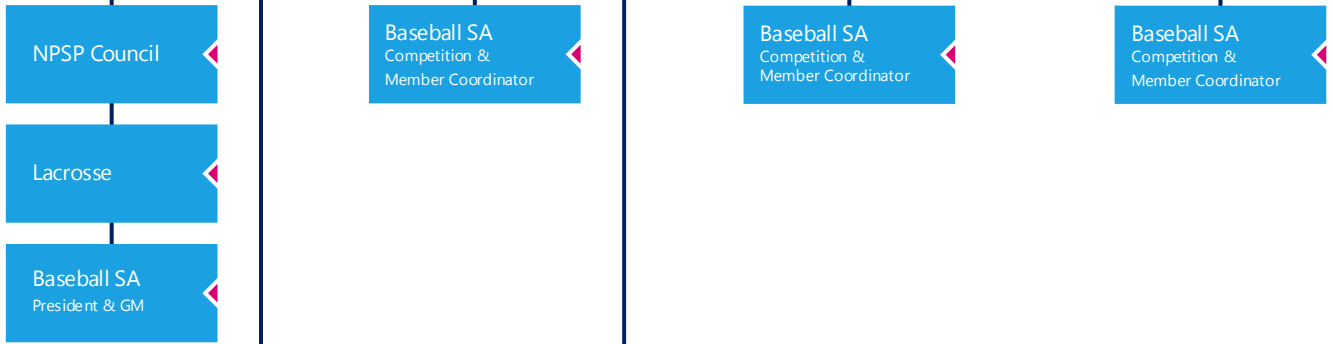 NPSP Council
Lacrosse
Baseball SA
President & GM
Baseball SA
Competition &
Member Coordinator
Baseball SA
Competition &
Member Coordinator
Baseball SA
Competition &
Member Coordinator